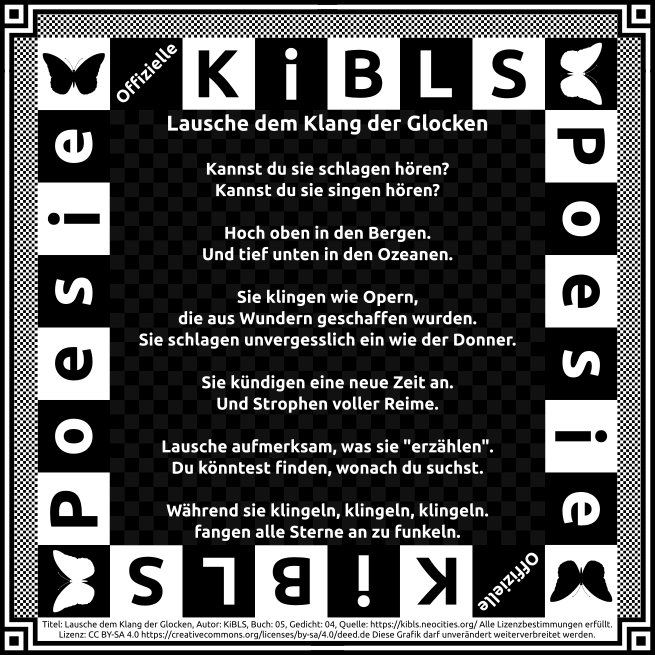 Offizielle KiBLS
Poesie
Poesie
Lausche dem Klang der Glocken
Kannst du sie schlagen hören?
Kannst du sie singen hören?
Hoch oben in den Bergen.
Und tief unten in den Ozeanen.
Sie klingen wie Opern,
die aus Wundern geschaffen wurden.
Sie schlagen unvergesslich ein wie der Donner.
Sie kündigen eine neue Zeit an.
Und Strophen voller Reime.
Lausche aufmerksam, was sie "erzählen".
Du könntest finden, wonach du suchst.
Während sie klingeln, klingeln, klingeln.
fangen alle Sterne an zu funkeln.
Offizielle KiBLS
Titel: Lausche dem Klang der Glocken, Autor: KiBLS, Buch: 05, Gedicht: 04, Quelle: https://kibls.neocities.org/ Alle Lizenzbestimmungen erfüllt.
Lizenz: CC BY-SA 4.0 https://creativecommons.org/licenses/by-sa/4.0/deed.de Diese Grafik darf unverändert weiterverbreitet werden.